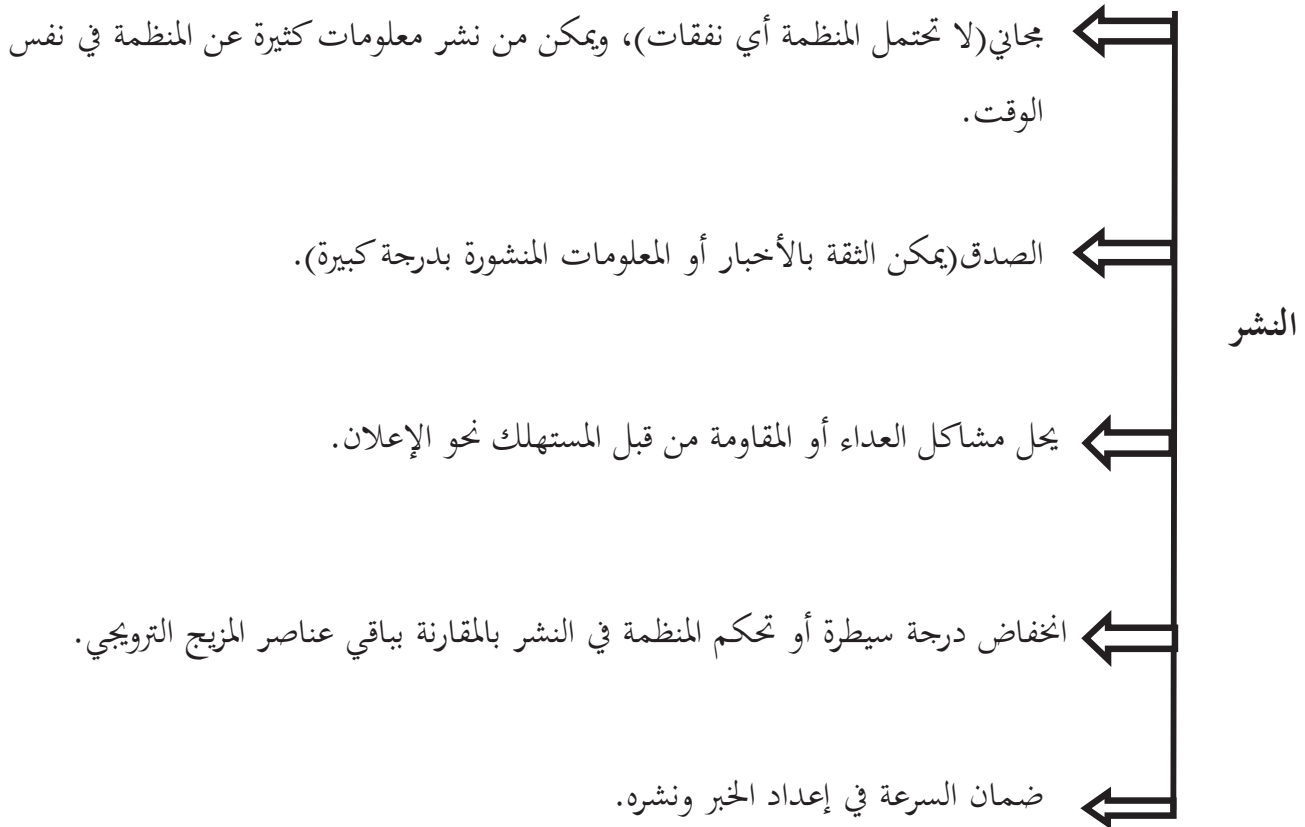 مجاني(لا تحتمل المنظمة أي نفقات)، ويمكن من نشر معلومات كثيرة عن المنظمة في نفس
الوقت.
الصدق(يمكن الثقة بالأخبار أو المعلومات المنشورة بدرجة كبيرة).
النشر
يحل مشاكل العداء أو المقاومة من قبل المستهلك نحو الإعلان.
انخفاض درجة سيطرة أو تحكم المنظمة في النشر بالمقارنة بباقي عناصر المزيج الترويجي.
ضمان السرعة في إعداد الخبر ونشره.